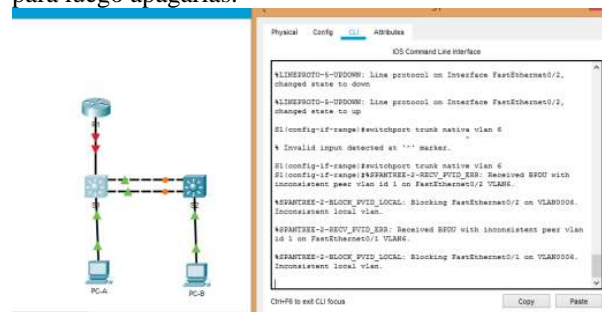 para luego apagarlas.
Physical Config CLI Attributes
IOS Command Line Interface
%LINEPROTO-5-UPDOWN: Line protocol on Interface FastEthernet0/2,
changed state to down
%LINEPROTO-5-UPDOWN: Line protocol on Interface FastEthernet0/2,
changed state to up
S1(config-if-range)#switchport trunk native vlan 6
^
% Invalid input detected at '^' marker.
S1(config-if-range)#switchport trunk native vlan 6
S1(config-if-range)#%SPANTREE-2-RECV_PVID_ERR: Received BPDU with
inconsistent peer vlan id 1 on FastEthernet0/2 VLAN6.
%SPANTREE-2-BLOCK_PVID_LOCAL: Blocking FastEthernet0/2 on VLAN0006.
Inconsistent local vlan.
%SPANTREE-2-RECV_PVID_ERR: Received BPDU with inconsistent peer vlan
id 1 on FastEthernet0/1 VLAN6.
%SPANTREE-2-BLOCK_PVID_LOCAL: Blocking FastEthernet0/1 on VLAN0006.
Inconsistent local vlan.
Ctrl+F6 to exit CLI focus
Copy Paste
PC-A
PC-B